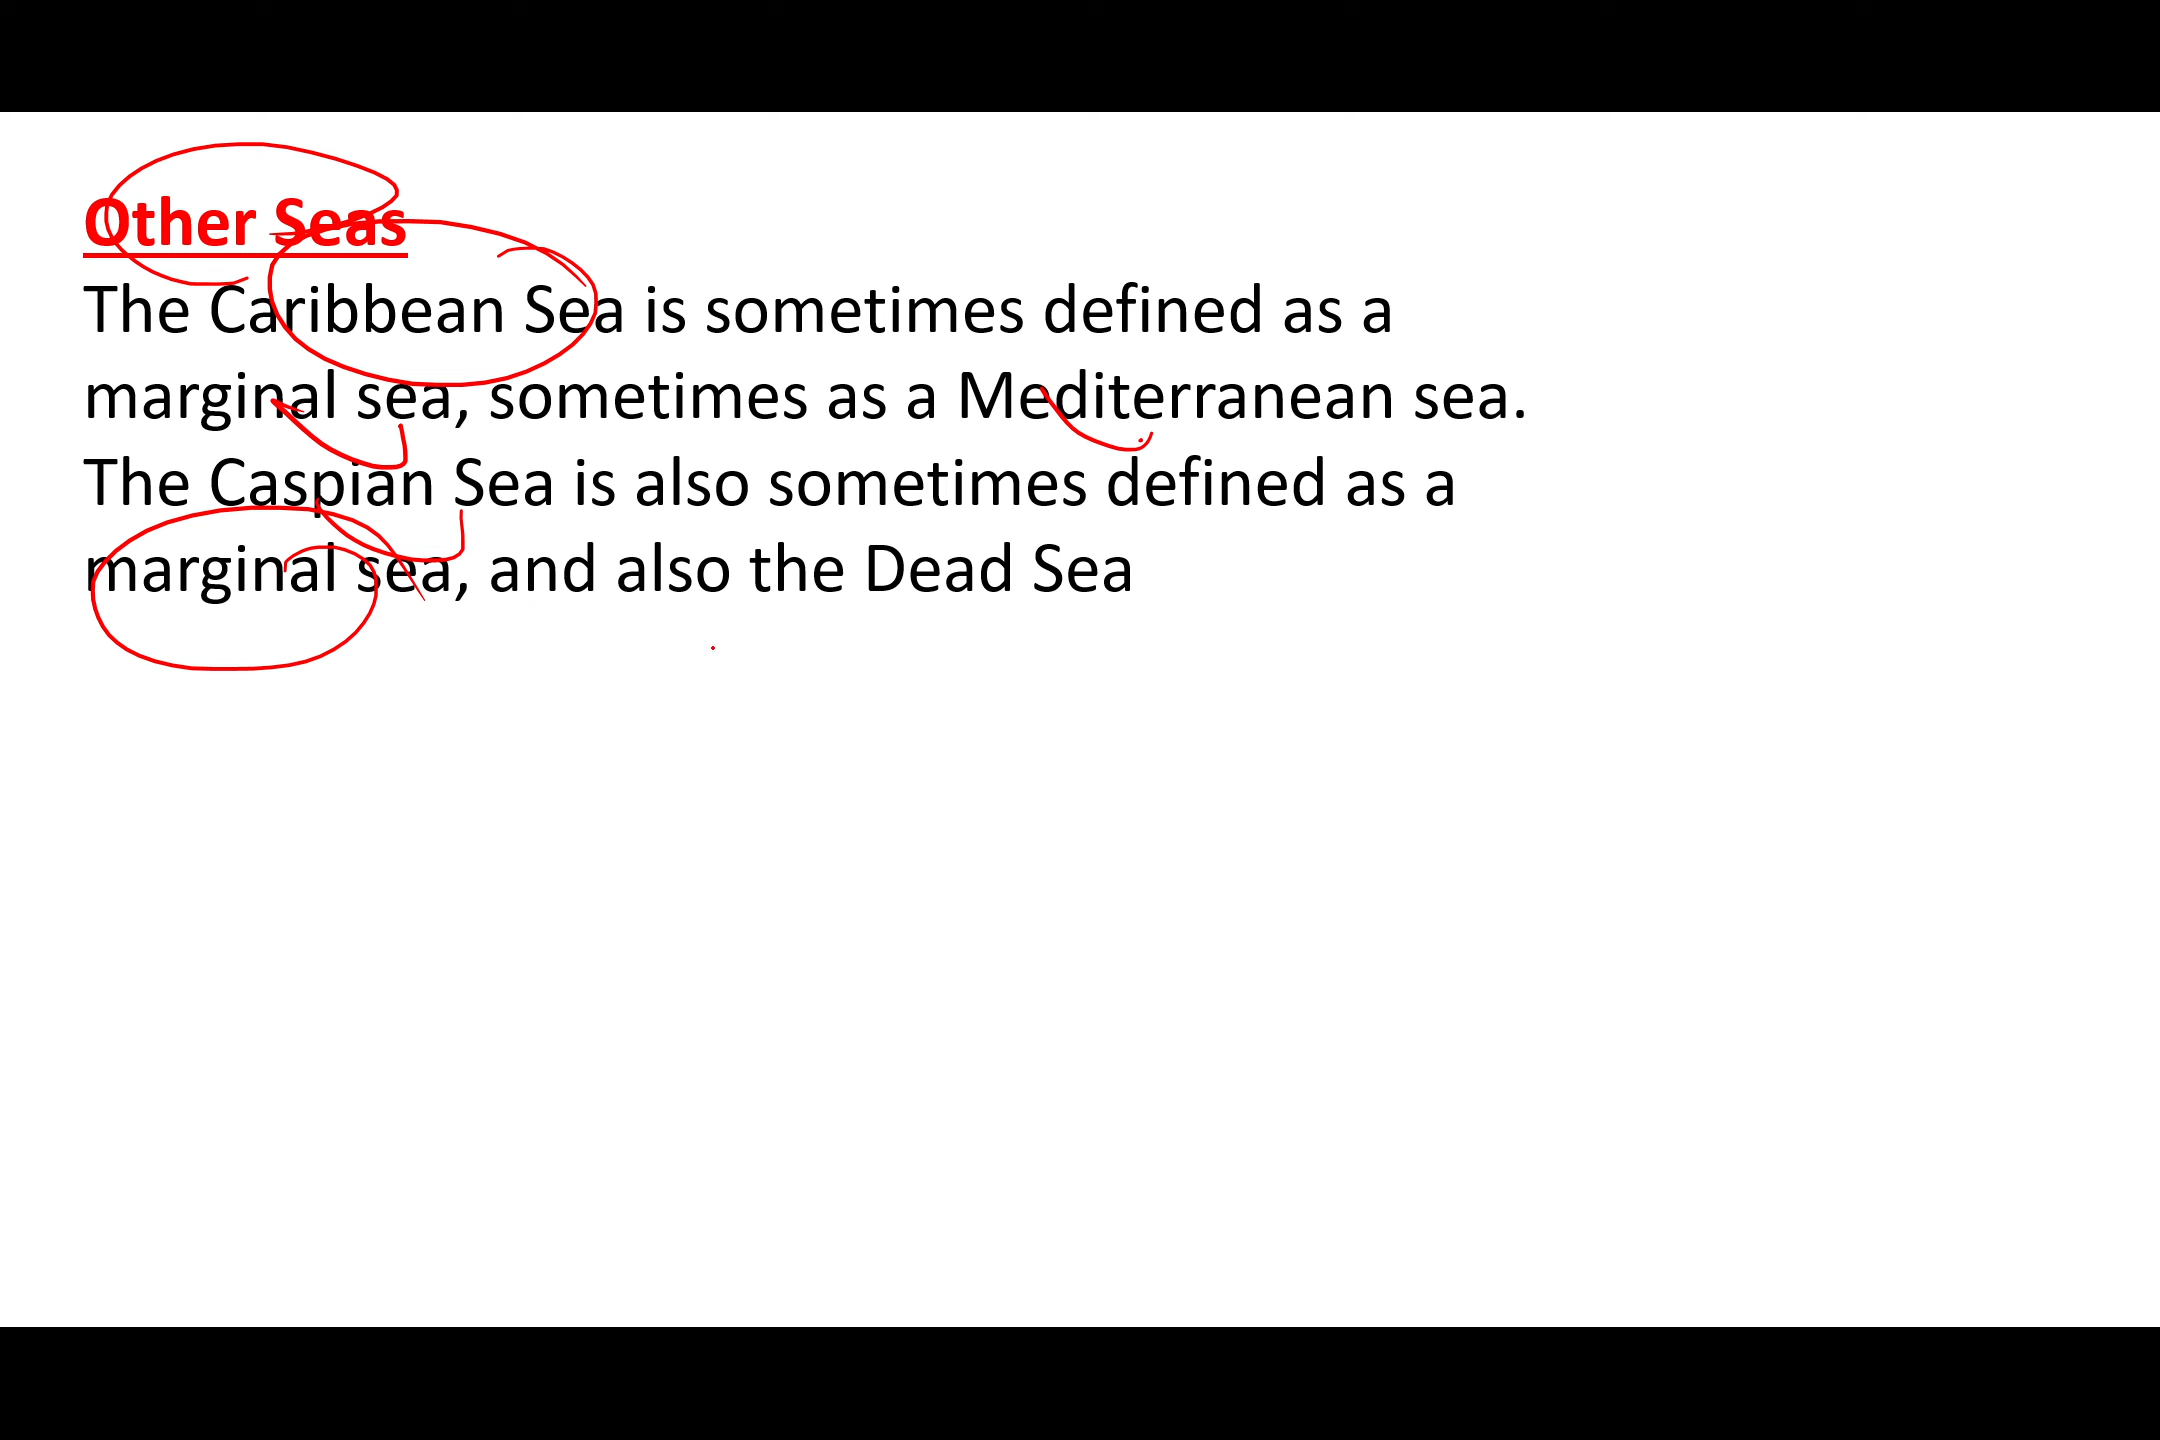 Other Seas
The Caribbean Sea is sometimes defined as a
marginal sea, sometimes as a Mediterranean sea.
The Caspian Sea is also sometimes defined as a
marginal sea, and also the Dead Sea